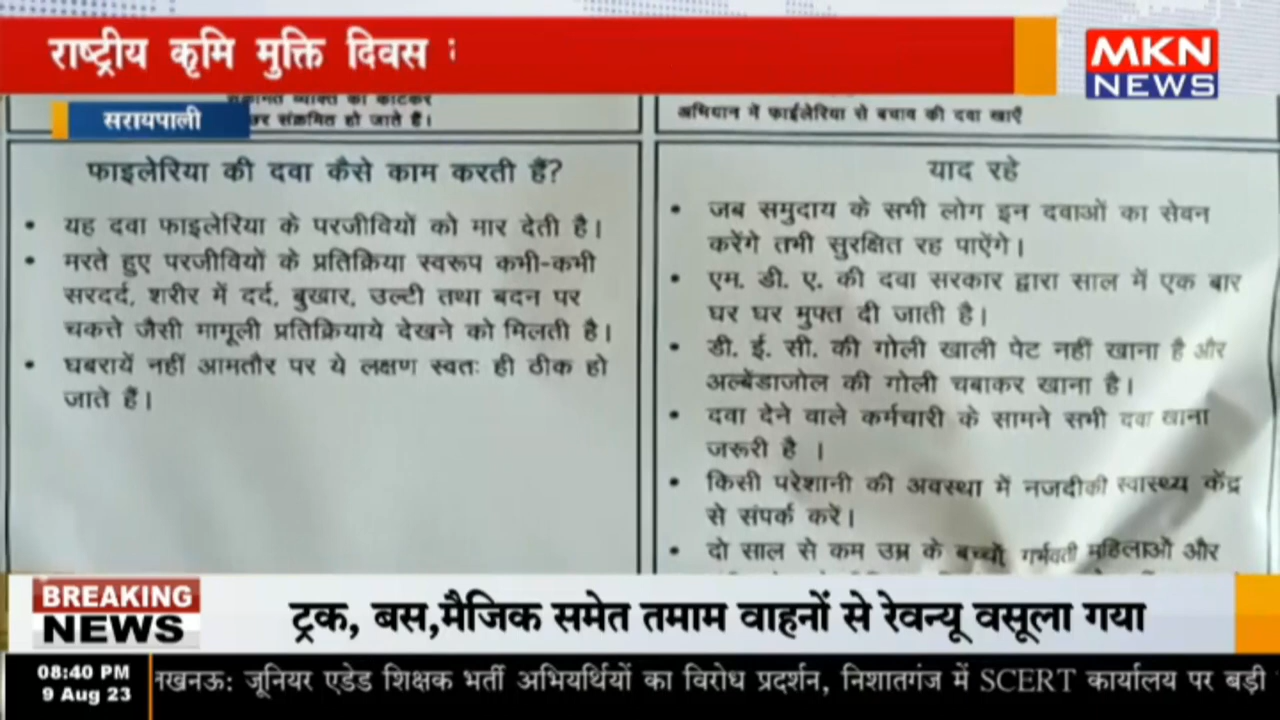 राष्ट्रीय कृमि मुक्ति दिवस
MKN
NEWS
सरायपाली
व्यक्ति को काटकर
संक्रमित हो जाते हैं।
फाइलेरिया की दवा कैसे काम करती हैं?
• यह दवा फाइलेरिया के परजीवियों को मार देती है।
• मरते हुए परजीवियों के प्रतिक्रिया स्वरूप कभी-कभी
सरदर्द, शरीर में दर्द, बुखार, उल्टी तथा बदन पर
चकत्ते जैसी मामूली प्रतिक्रियाये देखने को मिलती है।
• घबरायें नहीं आमतौर पर ये लक्षण स्वतः ही ठीक हो
जाते हैं।
अभियान में फाईलेरिया से बचाव की दवा खाएँ
याद रहे
• जब समुदाय के सभी लोग इन दवाओं का सेवन
करेंगे तभी सुरक्षित रह पाऐंगे।
• एम. डी. ए. की दवा सरकार द्वारा साल में एक बार
घर घर मुफ्त दी जाती है।
• डी. ई. सी. की गोली खाली पेट नहीं खाना है और
अल्बेंडाजोल की गोली चबाकर खाना है।
• दवा देने वाले कर्मचारी के सामने सभी दवा खाना
जरूरी है ।
• किसी परेशानी की अवस्था में नजदीकी स्वास्थ्य केंद्र
से संपर्क करें।
• दो साल से कम उम्र के बच्चों, गर्भवती महिलाओं और
BREAKING
NEWS
ट्रक, बस,मैजिक समेत तमाम वाहनों से रेवन्यू वसूला गया
08:40 PM
9 Aug 23
लखनऊ: जूनियर एडेड शिक्षक भर्ती अभियर्थियों का विरोध प्रदर्शन, निशातगंज में SCERT कार्यालय पर बड़ी